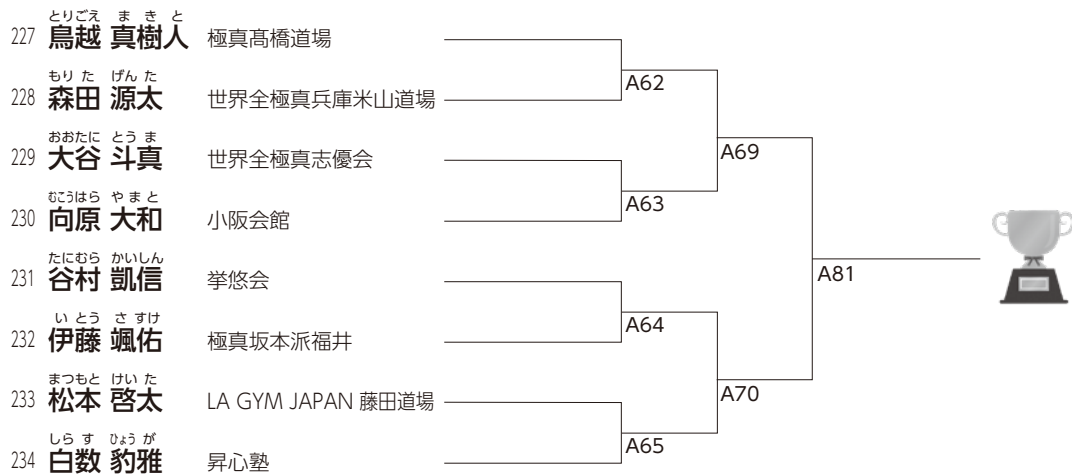 とりごえ まきと
227 鳥越 真樹人 極真髙橋道場
もりた げんた
228 森田 源太 世界全極真兵庫米山道場
A62
おおたに とうま
229 大谷 斗真 世界全極真志優会
A69
むこうはら やまと
230 向原 大和 小阪会館
A63
たにむら かいしん
231 谷村 凱信 挙悠会
A81
いとう さすけ
232 伊藤 颯佑 極真坂本派福井
A64
まつもと けいた
233 松本 啓太 LA GYM JAPAN 藤田道場
A70
しらす ひょうが
234 白数 豹雅 昇心塾
A65